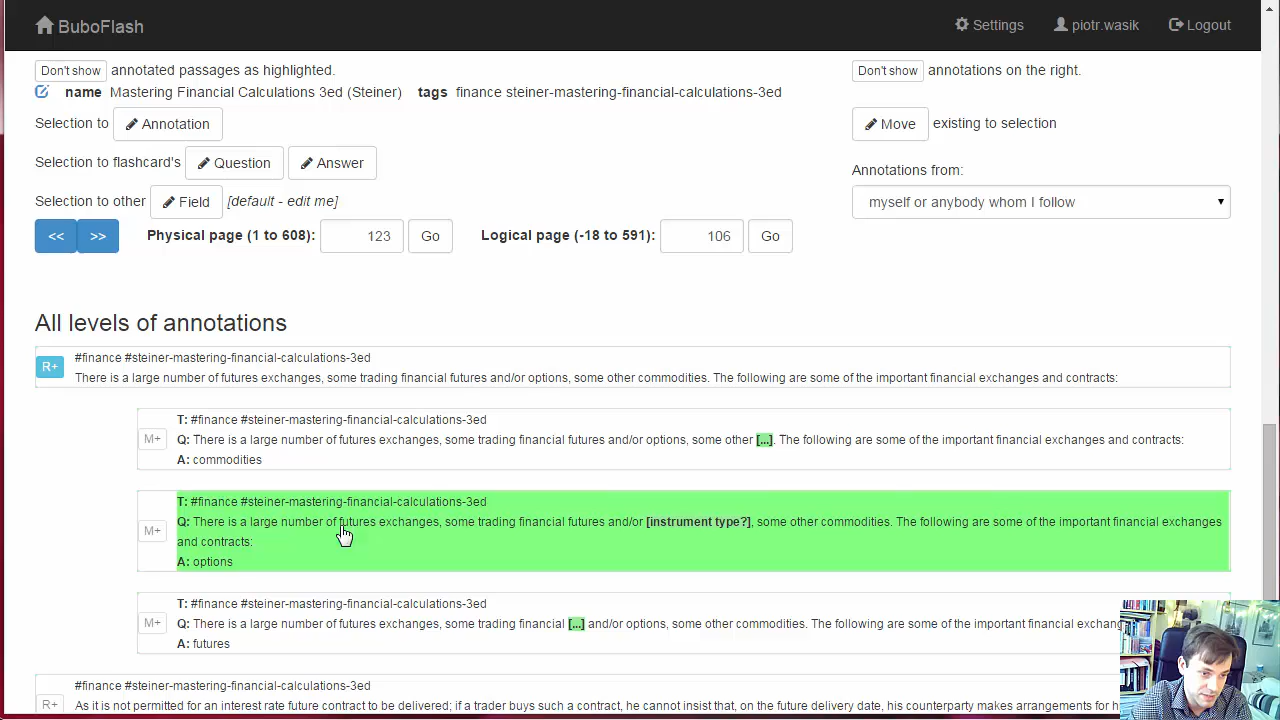 BuboFlash Settings piotr.wasik Logout
Don't show annotated passages as highlighted. Don't show annotations on the right.
name Mastering Financial Calculations 3ed (Steiner) tags finance steiner-mastering-financial-calculations-3ed
Selection to Annotation Move existing to selection
Selection to flashcard's Question Answer
Annotations from:
Selection to other Field [default - edit me] myself or anybody whom I follow
<< >> Physical page (1 to 608): 123 Go Logical page (-18 to 591): 106 Go
All levels of annotations
#finance #steiner-mastering-financial-calculations-3ed
R+ There is a large number of futures exchanges, some trading financial futures and/or options, some other commodities. The following are some of the important financial exchanges and contracts:
T: #finance #steiner-mastering-financial-calculations-3ed
M+ Q: There is a large number of futures exchanges, some trading financial futures and/or options, some other [...]. The following are some of the important financial exchanges and contracts:
A: commodities
T: #finance #steiner-mastering-financial-calculations-3ed
Q: There is a large number of futures exchanges, some trading financial futures and/or [instrument type?], some other commodities. The following are some of the important financial exchanges
M+ and contracts:
A: options
T: #finance #steiner-mastering-financial-calculations-3ed
M+ Q: There is a large number of futures exchanges, some trading financial [...] and/or options, some other commodities. The following are some of the important financial
A: futures
#finance #steiner-mastering-financial-calculations-3ed
R+ As it is not permitted for an interest rate future contract to be delivered; if a trader buys such a contract, he cannot insist that, on the future delivery date, his counterparty makes arrangements for